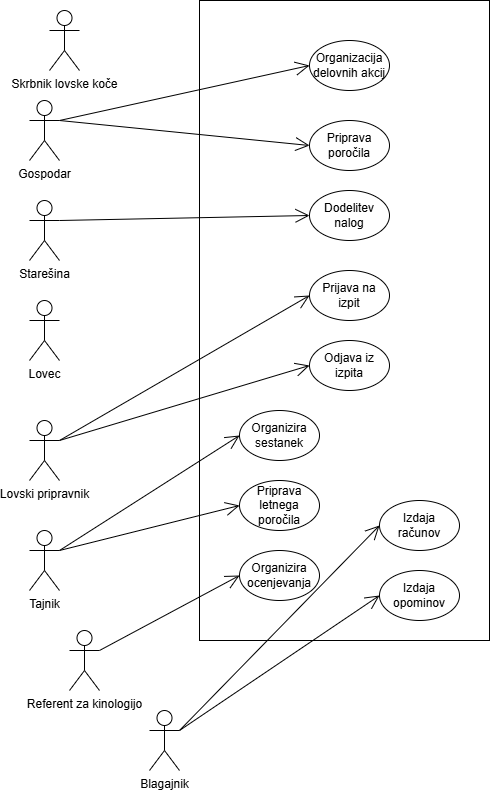 Skrbnik lovske koče
Organizacija
delovnih akcij
Gospodar
Priprava
poročila
Starešina
Dodelitev
nalog
Lovec
Prijava na
izpit
Odjava iz
izpita
Lovski pripravnik
Organizira
sestanek
Priprava
letnega
poročila
Tajnik
Izdaja
računov
Organizira
ocenjevanja
Izdaja
opominov
Referent za kinologijo
Blagajnik